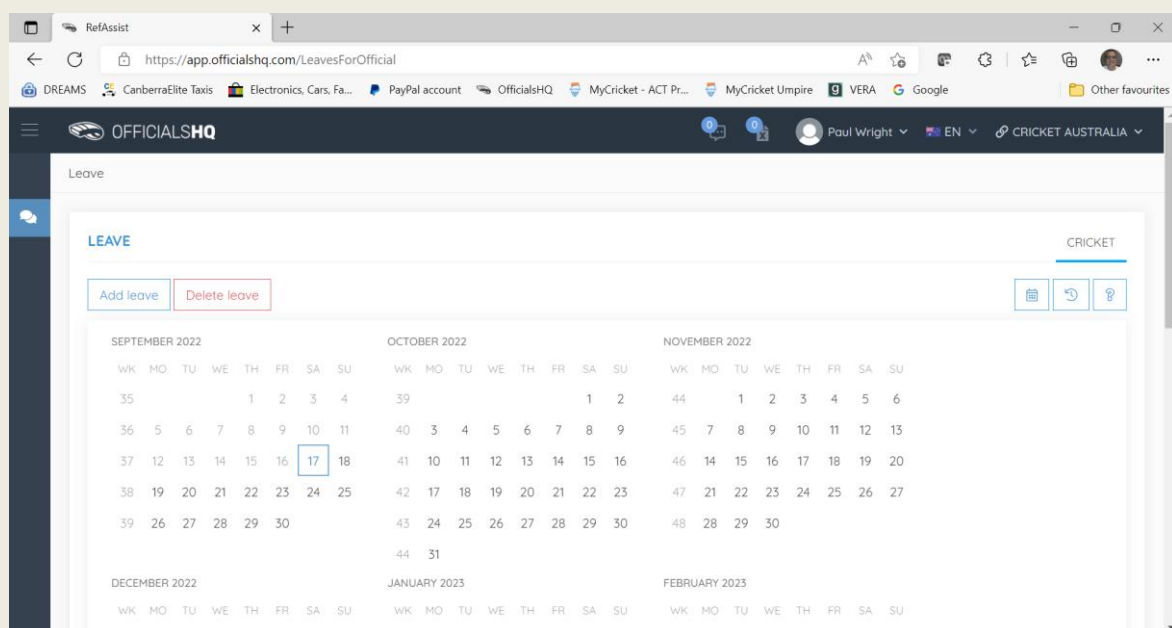 RefAssist
https://app.officialshq.com/LeavesForOfficial
DREAMS CanberraElite Taxis Electronics, Cars, Fa... PayPal account OfficialsHQ MyCricket - ACT Pr... MyCricket Umpire VERA Google Other favourites
OFFICIALSHQ 0 0 Paul Wright EN CRICKET AUSTRALIA
Leave
LEAVE CRICKET
Add leave Delete leave
SEPTEMBER 2022 OCTOBER 2022 NOVEMBER 2022
WK MO TU WE TH FR SA SU WK MO TU WE TH FR SA SU WK MO TU WE TH FR SA SU
35 1 2 3 4 39 1 2 44 1 2 3 4 5 6
36 5 6 7 8 9 10 11 40 3 4 5 6 7 8 9 45 7 8 9 10 11 12 13
37 12 13 14 15 16 17 18 41 10 11 12 13 14 15 16 46 14 15 16 17 18 19 20
38 19 20 21 22 23 24 25 42 17 18 19 20 21 22 23 47 21 22 23 24 25 26 27
39 26 27 28 29 30 43 24 25 26 27 28 29 30 48 28 29 30
44 31
DECEMBER 2022 JANUARY 2023 FEBRUARY 2023
WK MO TU WE TH FR SA SU WK MO TU WE TH FR SA SU WK MO TU WE TH FR SA SU